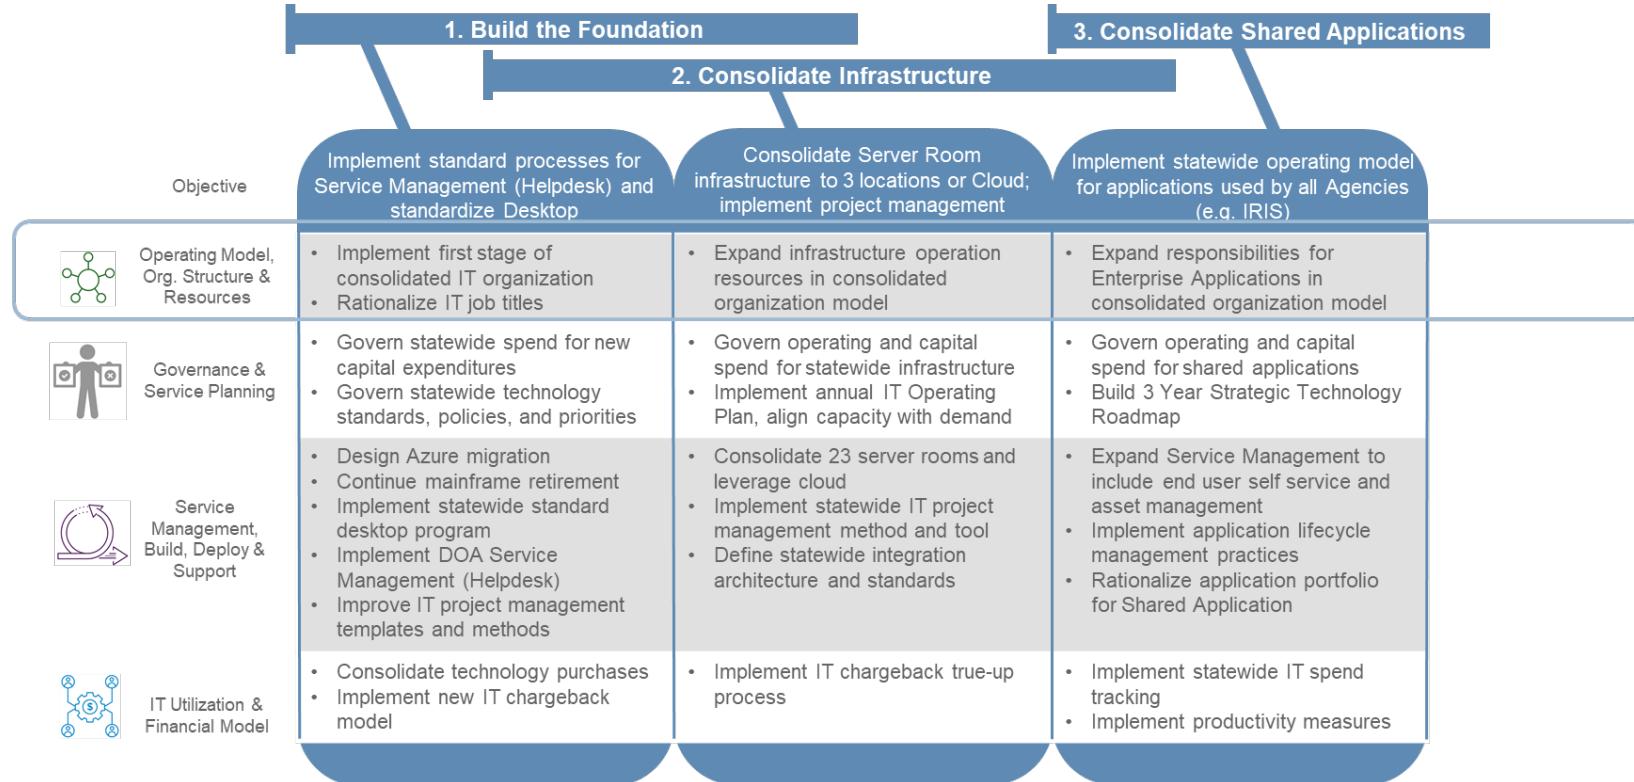 1. Build the Foundation
3. Consolidate Shared Applications
2. Consolidate Infrastructure
Objective
Implement standard processes for
Service Management (Helpdesk) and
standardize Desktop
Consolidate Server Room
infrastructure to 3 locations or Cloud;
implement project management
Implement statewide operating model
for applications used by all Agencies
(e.g. IRIS)
Operating Model,
Org. Structure &
Resources
• Implement first stage of
consolidated IT organization
• Rationalize IT job titles
• Expand infrastructure operation
resources in consolidated
organization model
• Expand responsibilities for
Enterprise Applications in
consolidated organization model
Governance &
Service Planning
• Govern statewide spend for new
capital expenditures
• Govern statewide technology
standards, policies, and priorities
• Govern operating and capital
spend for statewide infrastructure
• Implement annual IT Operating
Plan, align capacity with demand
• Govern operating and capital
spend for shared applications
• Build 3 Year Strategic Technology
Roadmap
Service
Management,
Build, Deploy &
Support
• Design Azure migration
• Continue mainframe retirement
• Implement statewide standard
desktop program
• Implement DOA Service
Management (Helpdesk)
• Improve IT project management
templates and methods
• Consolidate 23 server rooms and
leverage cloud
• Implement statewide IT project
management method and tool
• Define statewide integration
architecture and standards
• Expand Service Management to
include end user self service and
asset management
• Implement application lifecycle
management practices
• Rationalize application portfolio
for Shared Application
IT Utilization &
Financial Model
• Consolidate technology purchases
• Implement new IT chargeback
model
• Implement IT chargeback true-up
process
• Implement statewide IT spend
tracking
• Implement productivity measures